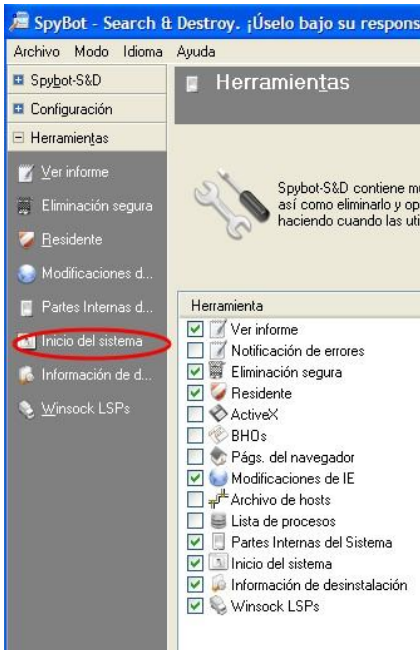 SpyBot - Search & Destroy. ¡Úselo bajo su respons
Archivo Modo Idioma Ayuda
Spybot-S&D
Configuración
Herramientas
Ver informe
Eliminación segura
Residente
Modificaciones d...
Partes Internas d...
Inicio del sistema
Información de d...
Winsock LSPs
Herramientas
Spybot-S&D contiene mu
así como eliminarlo y op
haciendo cuando las uti
Herramienta
Ver informe
Notificación de errores
Eliminación segura
Residente
ActiveX
BHOs
Págs. del navegador
Modificaciones de IE
Archivo de hosts
Lista de procesos
Partes Internas del Sistema
Inicio del sistema
Información de desinstalación
Winsock LSPs